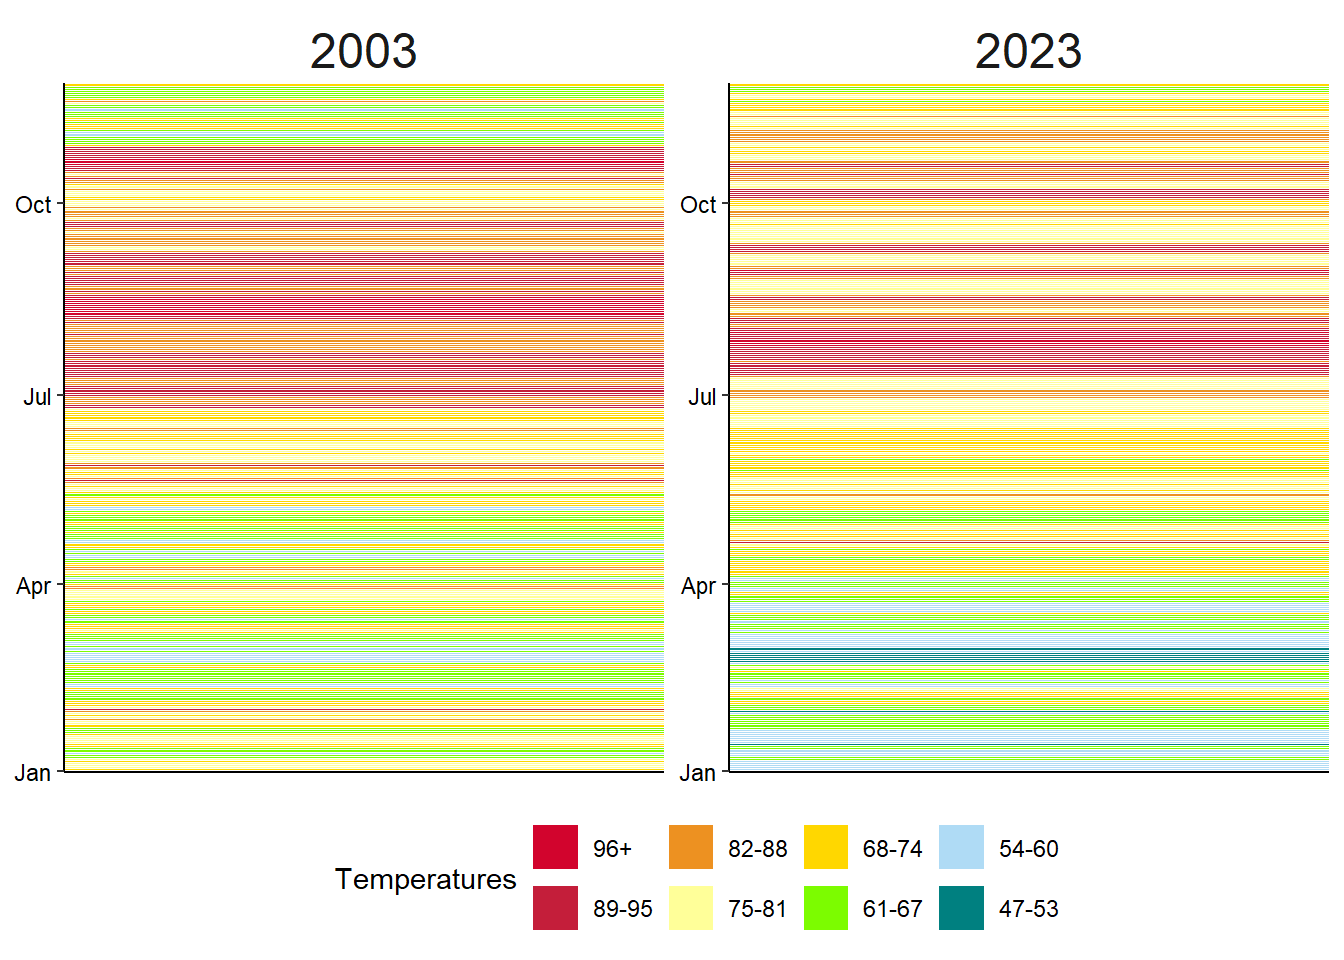 2003
2023
Oct
Jul
Apr
Jan
Oct
Jul
Apr
Jan
Temperatures
96+
82-88
68-74
54-60
89-95
75-81
61-67
47-53